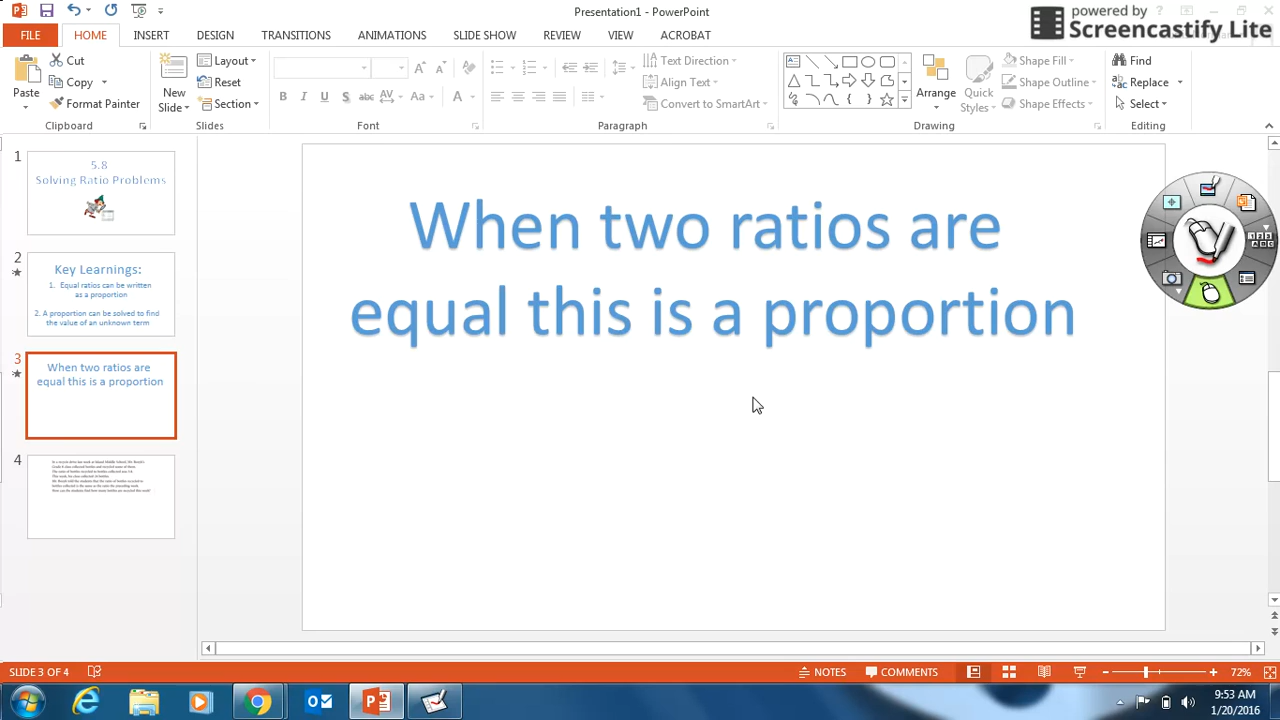 Presentation1 - PowerPoint
powered by
Screencastify Lite
FILE
HOME
INSERT
DESIGN
TRANSITIONS
ANIMATIONS
SLIDE SHOW
REVIEW
VIEW
ACROBAT
Paste
Cut
Copy
Format Painter
Clipboard
New
Slide
Layout
Reset
Section
Slides
B I U S abc AV Aa A
Font
Text Direction
Align Text
Convert to SmartArt
Paragraph
Arrange
Quick
Styles
Shape Fill
Shape Outline
Shape Effects
Drawing
Find
Replace
Select
Editing
1
5.8
Solving Ratio Problems
2
Key Learnings:
1. Equal ratios can be written
as a proportion
2. A proportion can be solved to find
the value of an unknown term
3
When two ratios are
equal this is a proportion
4
When two ratios are
equal this is a proportion
SLIDE 3 OF 4
NOTES
COMMENTS
72%
9:53 AM
1/20/2016